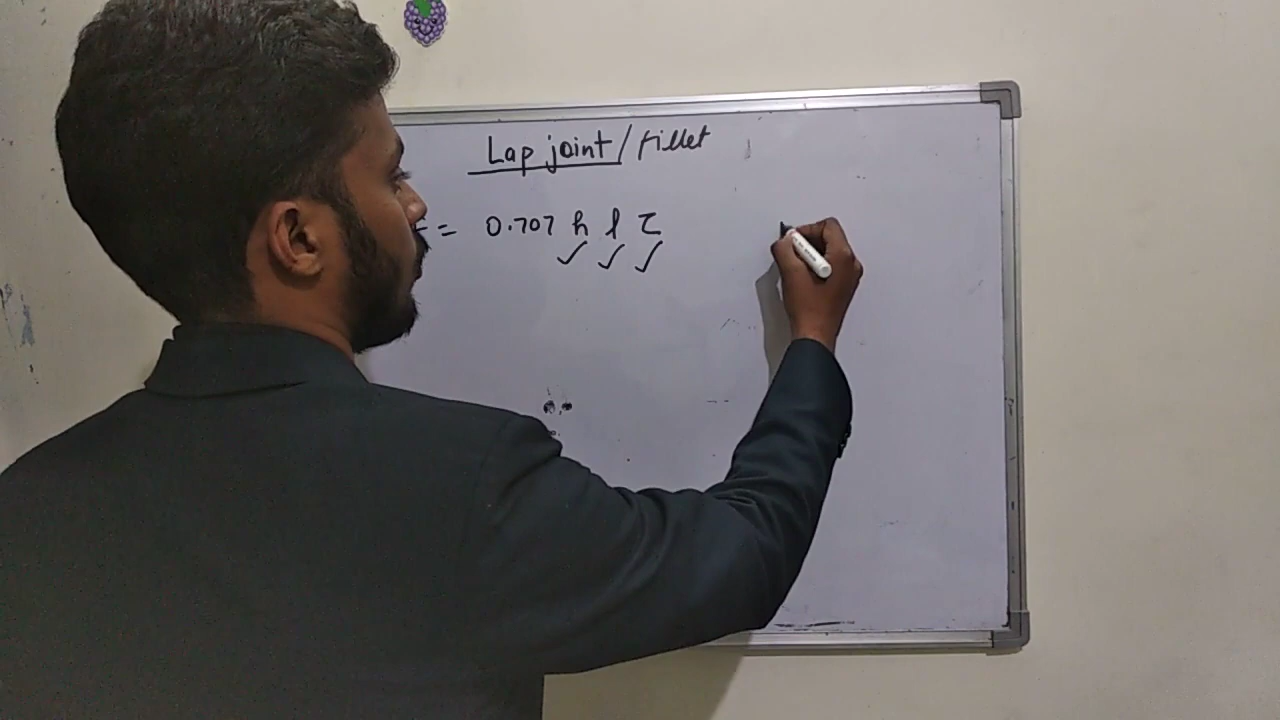 Lap joint / fillet
= 0.707 h l τ